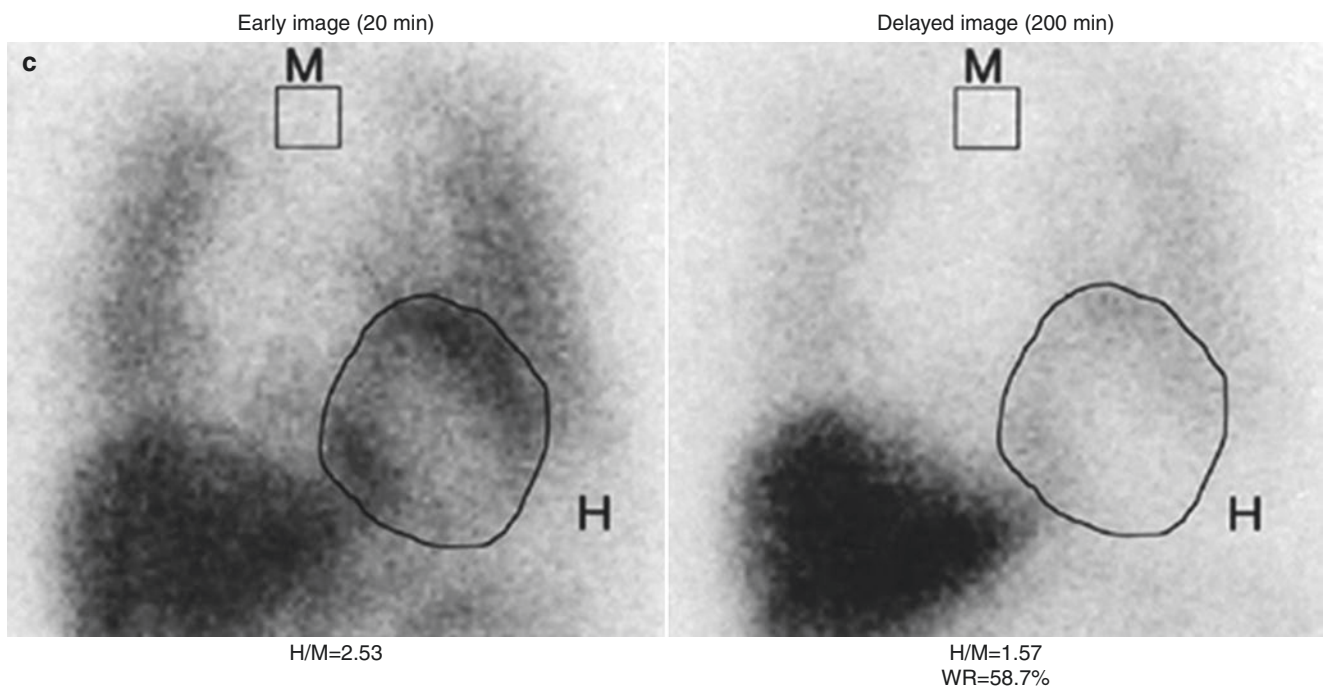 Early image (20 min)
Delayed image (200 min)
c
M
M
H
H
H/M=2.53
H/M=1.57
WR=58.7%